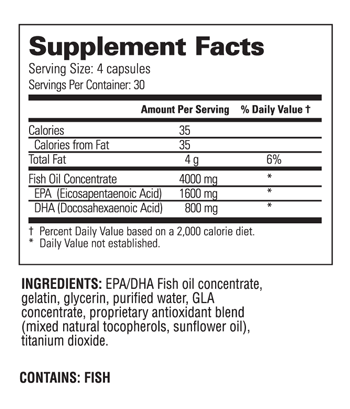 Supplement Facts
Serving Size: 4 capsules
Servings Per Container: 30
Amount Per Serving % Daily Value †
Calories 35
Calories from Fat 35
Total Fat 4 g 6%
Fish Oil Concentrate 4000 mg *
EPA (Eicosapentaenoic Acid) 1600 mg *
DHA (Docosahexaenoic Acid) 800 mg *
† Percent Daily Value based on a 2,000 calorie diet.
* Daily Value not established.
INGREDIENTS: EPA/DHA Fish oil concentrate,
gelatin, glycerin, purified water, GLA
concentrate, proprietary antioxidant blend
(mixed natural tocopherols, sunflower oil),
titanium dioxide.
CONTAINS: FISH